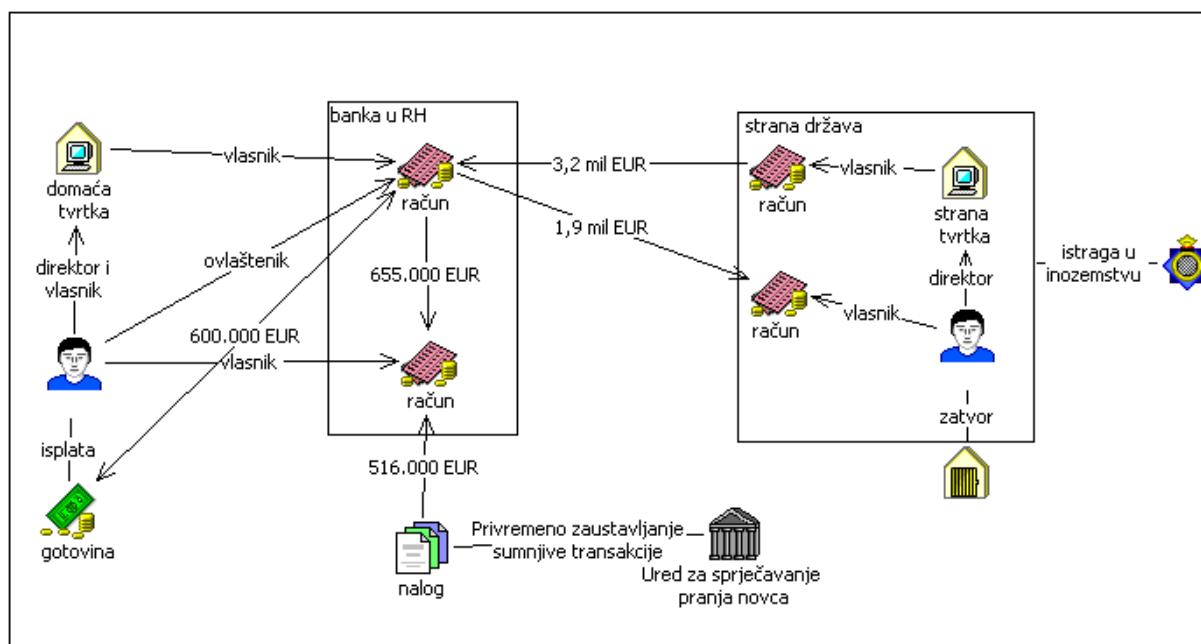 banka u RH
strana država
vlasnik
3,2 mil EUR
vlasnik
domaća
tvrtka
račun
račun
strana
tvrtka
1,9 mil EUR
direktor i
vlasnik
ovlaštenik
655.000 EUR
direktor
istraga u
inozemstvu
račun
vlasnik
600.000 EUR
vlasnik
račun
zatvor
isplata
516.000 EUR
gotovina
Privremeno zaustavljanje
sumnjive transakcije
nalog
Ured za sprječavanje
pranja novca